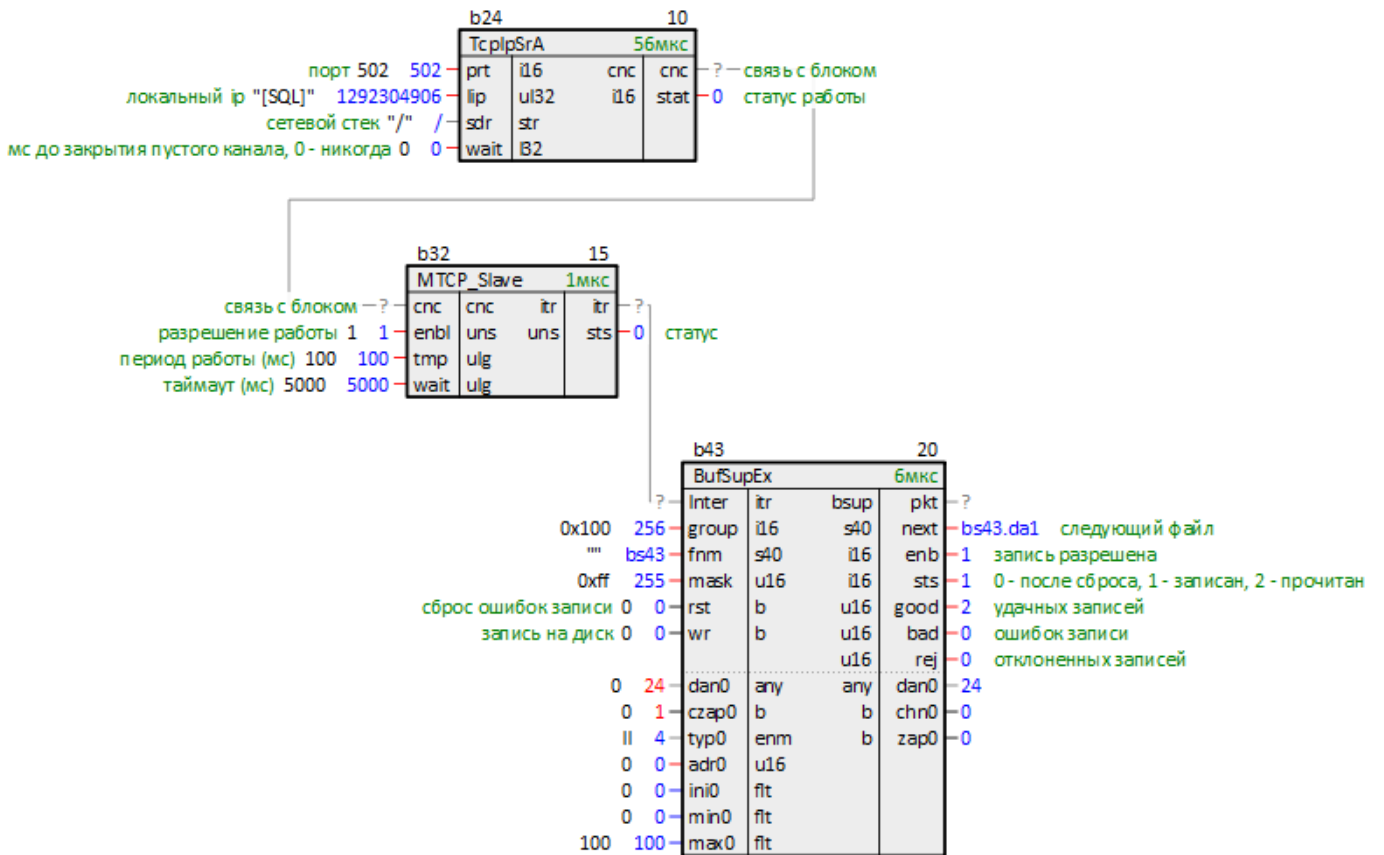 b24 10
TcpIpSrA 56мкс
порт 502 502 prt i16 cnc cnc ? связь с блоком
локальный ip "[SQL]" 1292304906 lip ul32 i16 stat 0 статус работы
сетевой стек "/" / sdr str
мс до закрытия пустого канала, 0 - никогда 0 0 wait l32
b32 15
MTCP_Slave 1мкс
связь с блоком ? cnc cnc itr itr ?
разрешение работы 1 1 enbl uns uns sts 0 статус
период работы (мс) 100 100 tmp ulg
таймаут (мс) 5000 5000 wait ulg
b43 20
BufSupEx 6мкс
? Inter itr bsup pkt ?
0x100 256 group i16 s40 next bs43.da1 следующий файл
"" bs43 fnm s40 i16 enb 1 запись разрешена
0xff 255 mask u16 i16 sts 1 0 - после сброса, 1 - записан, 2 - прочитан
сброс ошибок записи 0 0 rst b u16 good 2 удачных записей
запись на диск 0 0 wr b u16 bad 0 ошибок записи
u16 rej 0 отклоненных записей
0 24 dan0 any any dan0 24
0 1 czap0 b b chn0 0
II 4 typ0 enm b zap0 0
0 0 adr0 u16
0 0 ini0 flt
0 0 min0 flt
100 100 max0 flt